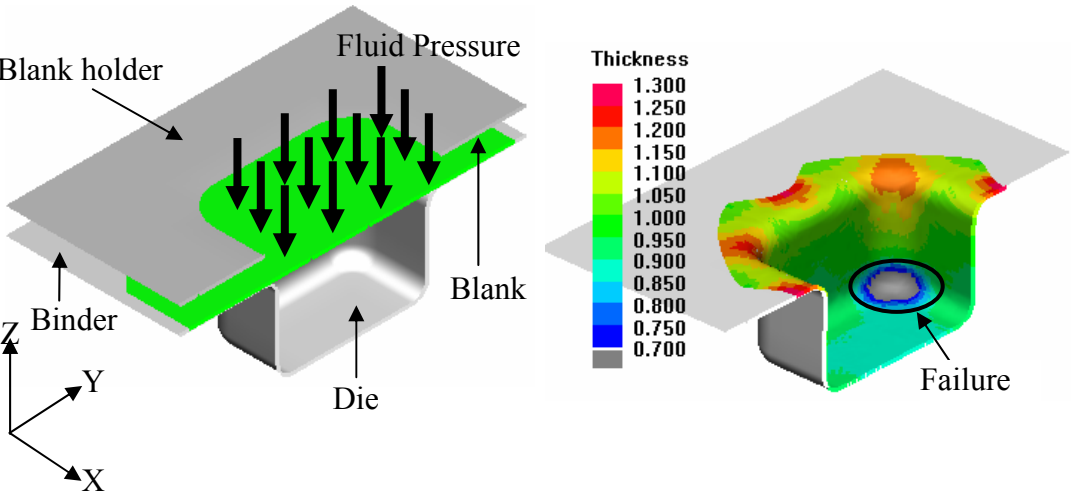 Fluid Pressure
Blank holder
Blank
Binder
Die
Z
Y
X
Thickness
1.300
1.250
1.200
1.150
1.100
1.050
1.000
0.950
0.900
0.850
0.800
0.750
0.700
Failure